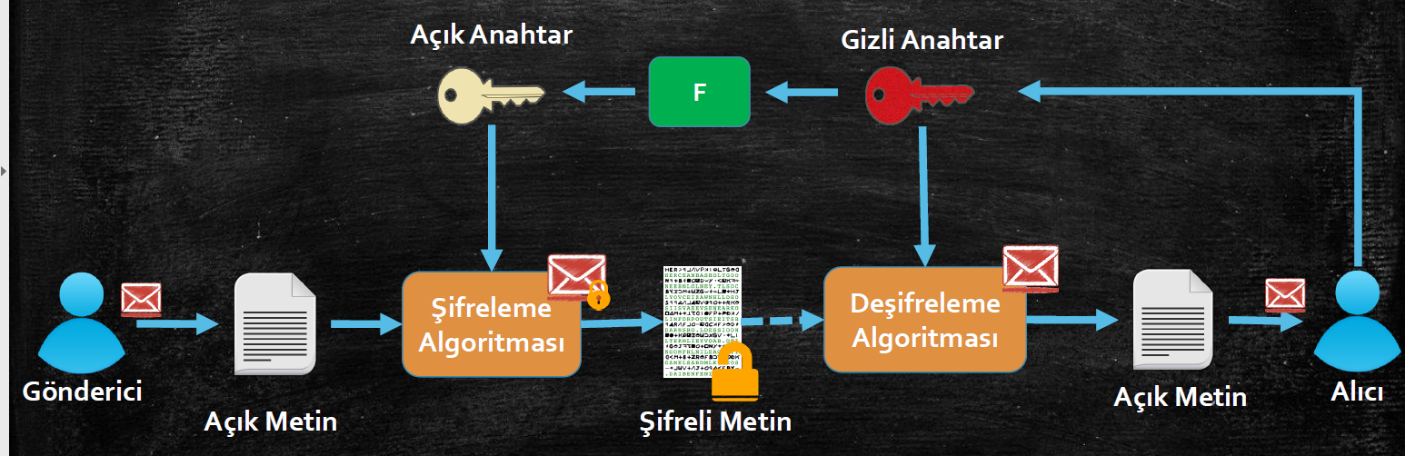 Açık Anahtar
Gizli Anahtar
F
Şifreleme
Algoritması
Deşifreleme
Algoritması
Gönderici
Açık Metin
Şifreli Metin
Açık Metin
Alıcı